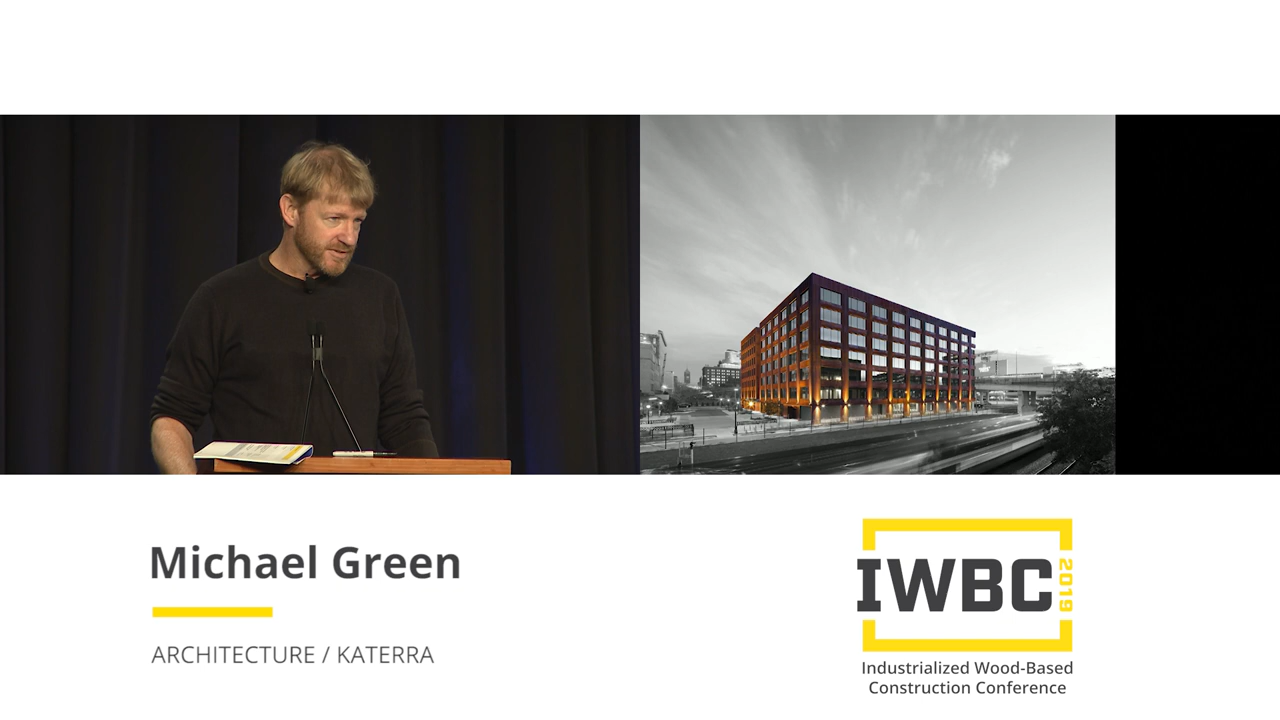 Michael Green
ARCHITECTURE / KATERRA
IWBC 2019
Industrialized Wood-Based
Construction Conference